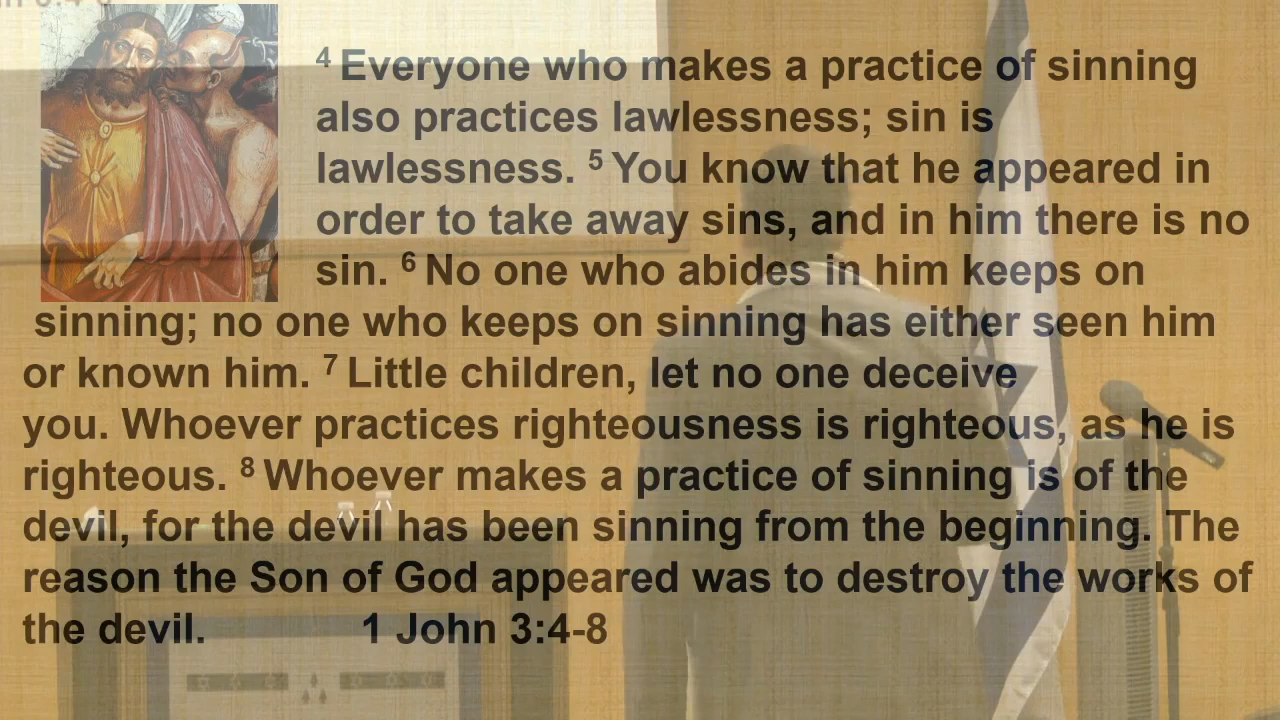 4 Everyone who makes a practice of sinning
also practices lawlessness; sin is
lawlessness. 5 You know that he appeared in
order to take away sins, and in him there is no
sin. 6 No one who abides in him keeps on
sinning; no one who keeps on sinning has either seen him
or known him. 7 Little children, let no one deceive
you. Whoever practices righteousness is righteous, as he is
righteous. 8 Whoever makes a practice of sinning is of the
devil, for the devil has been sinning from the beginning. The
reason the Son of God appeared was to destroy the works of
the devil. 1 John 3:4-8